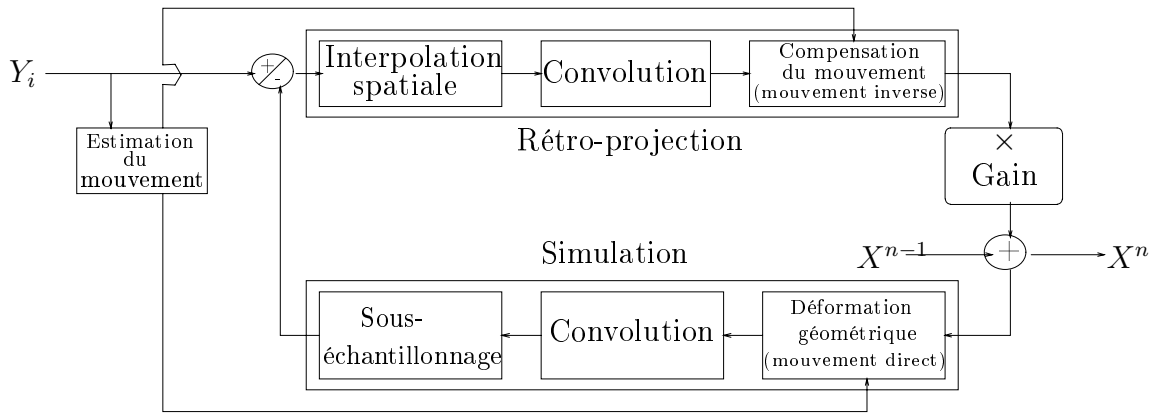 Y_i
+
-
Interpolation
spatiale
Convolution
Compensation
du mouvement
(mouvement inverse)
Rétro-projection
Estimation
du
mouvement
×
Gain
X^{n-1}
+
X^n
Simulation
Sous-
échantillonnage
Convolution
Déformation
géométrique
(mouvement direct)